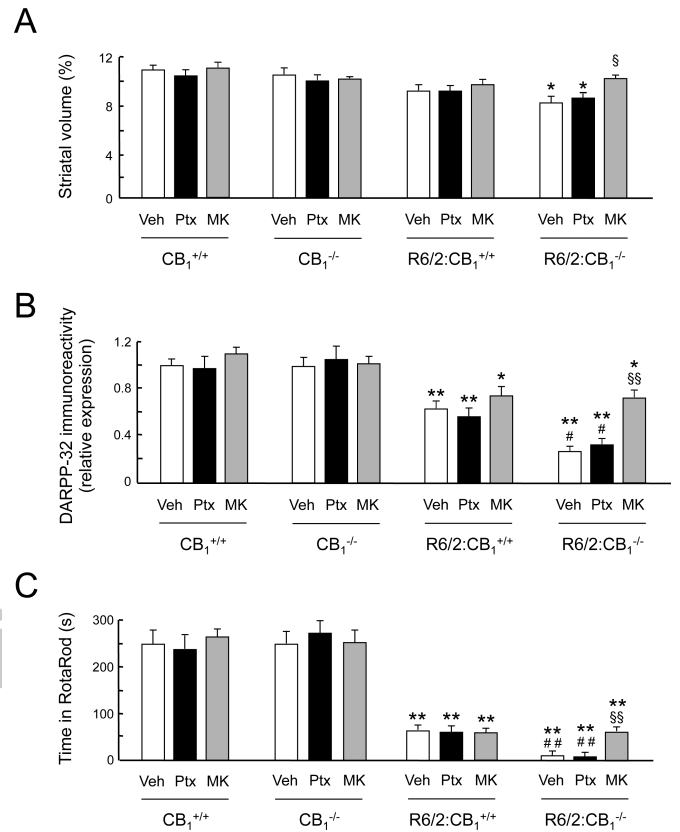 A
Striatal volume (%)
12
8
4
0
* * §
Veh Ptx MK Veh Ptx MK Veh Ptx MK Veh Ptx MK
CB₁⁺/⁺ CB₁⁻/⁻ R6/2:CB₁⁺/⁺ R6/2:CB₁⁻/⁻
B
DARPP-32 immunoreactivity
(relative expression)
1.2
0.8
0.4
0
** ** * ** # ** # * §§
Veh Ptx MK Veh Ptx MK Veh Ptx MK Veh Ptx MK
CB₁⁺/⁺ CB₁⁻/⁻ R6/2:CB₁⁺/⁺ R6/2:CB₁⁻/⁻
C
Time in RotaRod (s)
300
200
100
0
** ** ** ** ## ** ## ** §§
Veh Ptx MK Veh Ptx MK Veh Ptx MK Veh Ptx MK
CB₁⁺/⁺ CB₁⁻/⁻ R6/2:CB₁⁺/⁺ R6/2:CB₁⁻/⁻